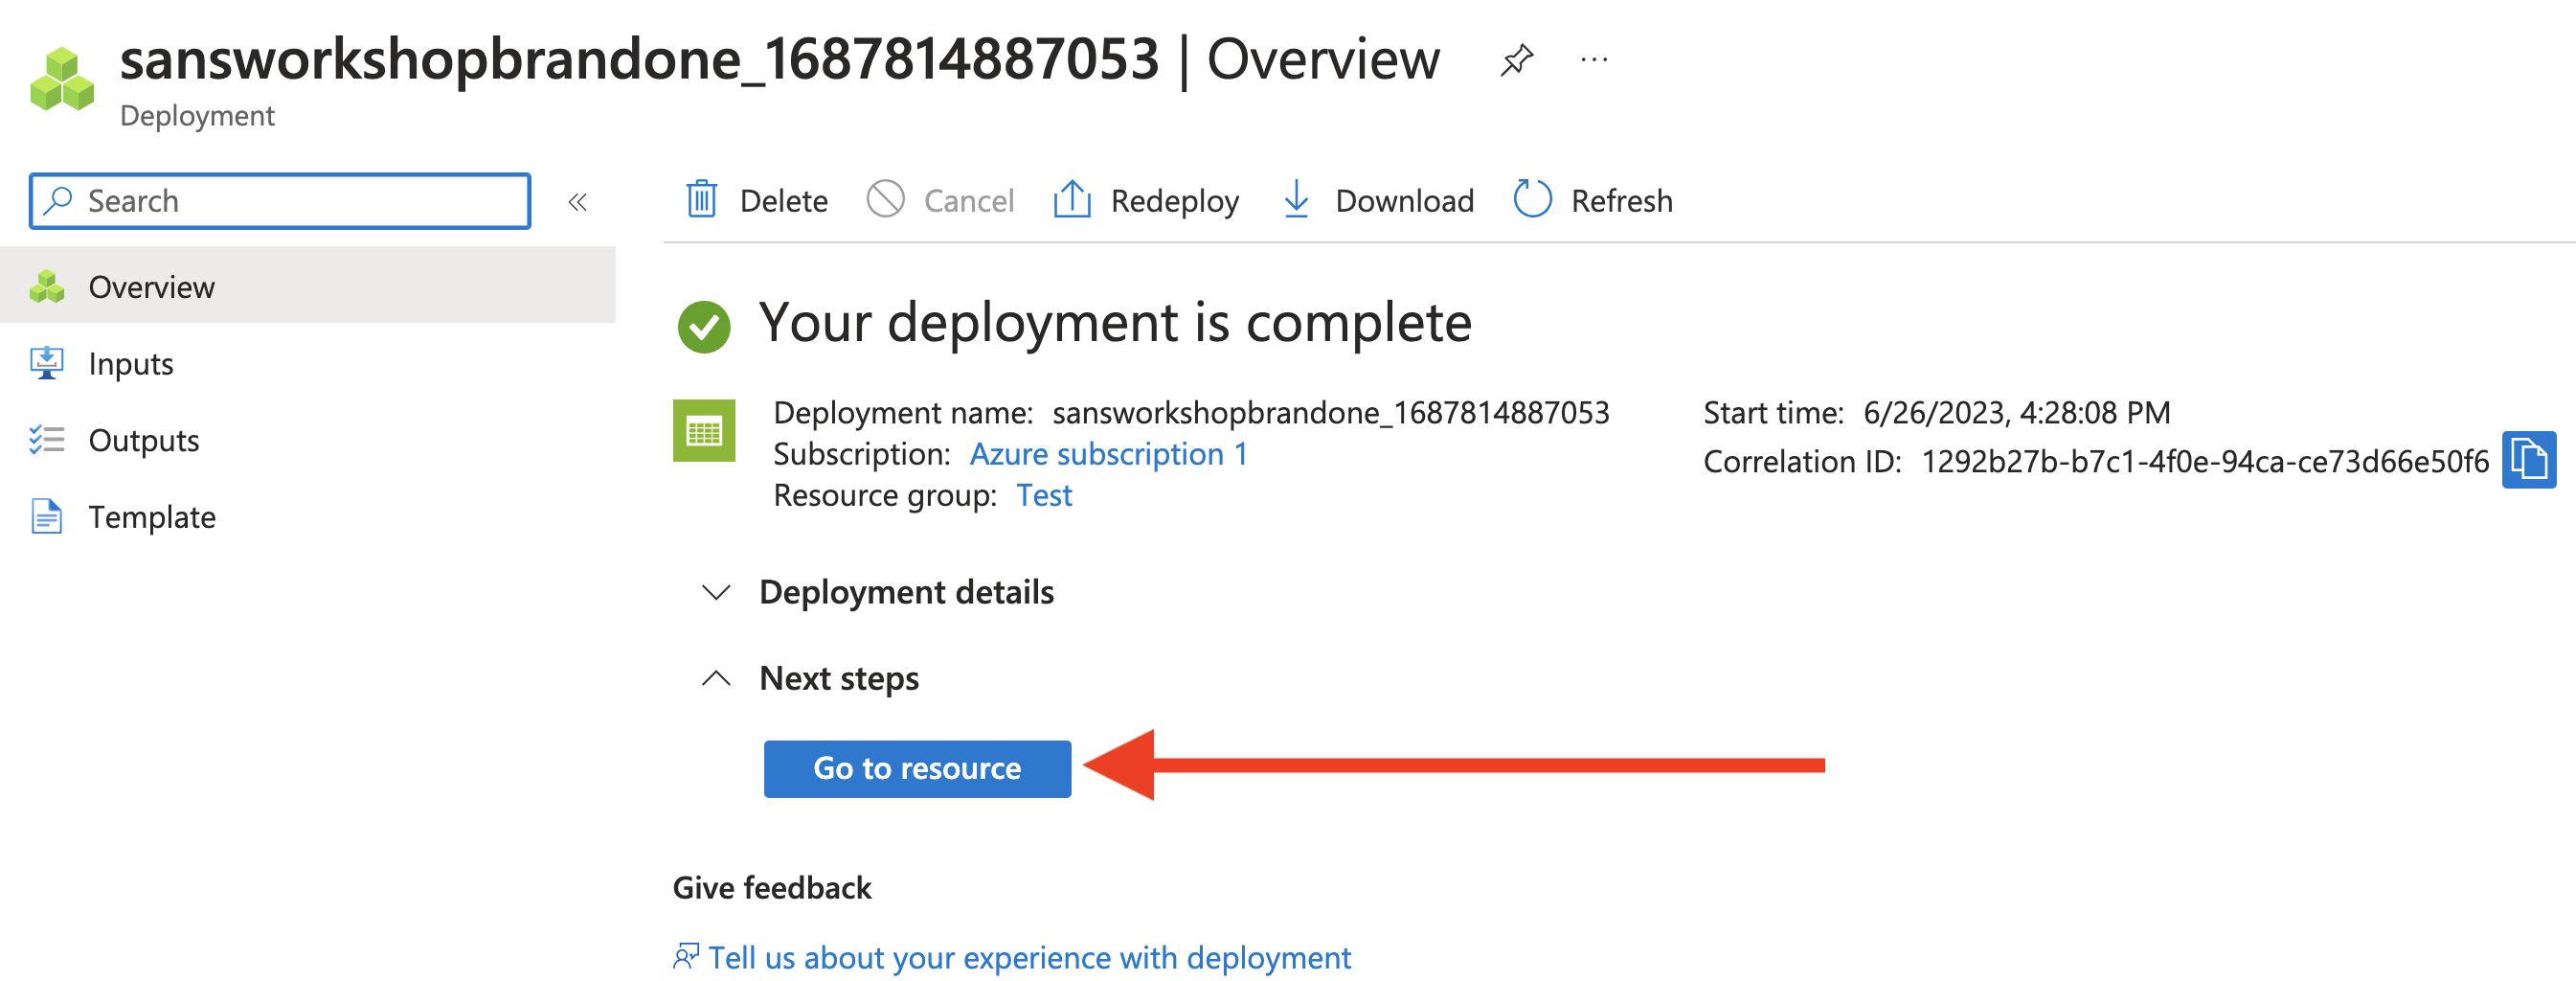 sansworkshopbrandone_1687814887053 | Overview
Deployment
Search
Delete Cancel Redeploy Download Refresh
Overview
Inputs
Outputs
Template
Your deployment is complete
Deployment name: sansworkshopbrandone_1687814887053
Subscription: Azure subscription 1
Resource group: Test
Start time: 6/26/2023, 4:28:08 PM
Correlation ID: 1292b27b-b7c1-4f0e-94ca-ce73d66e50f6
Deployment details
Next steps
Go to resource
Give feedback
Tell us about your experience with deployment